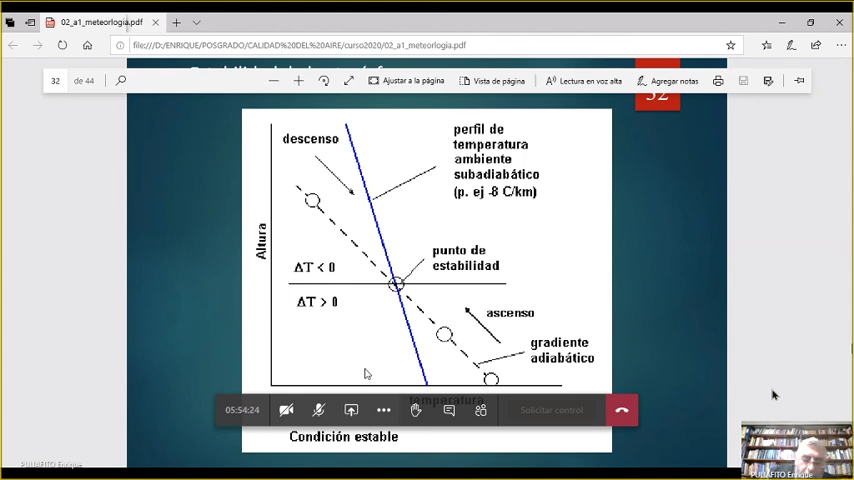 02_a1_meteorlogia.pdf
file:///D:/ENRIQUE/POSGRADO/CALIDAD%20DEL%20AIRE/curso2020/02_a1_meteorlogia.pdf
32 de 44
Ajustar a la página
Vista de página
Lectura en voz alta
Agregar notas
32
descenso
perfil de
temperatura
ambiente
subadiabático
(p. ej -8 C/km)
Altura
punto de
estabilidad
ΔT < 0
ΔT > 0
ascenso
gradiente
adiabático
temperatura
05:54:24
Solicitar control
Condición estable
PULIAFITO Enrique
PULIAFITO Enrique